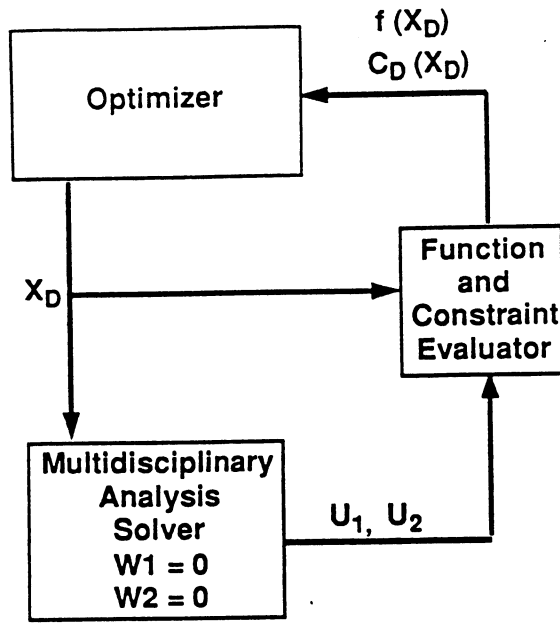 f (X_D)
C_D (X_D)
Optimizer
Function
and
Constraint
Evaluator
X_D
Multidisciplinary
Analysis
Solver
W1 = 0
W2 = 0
U_1, U_2